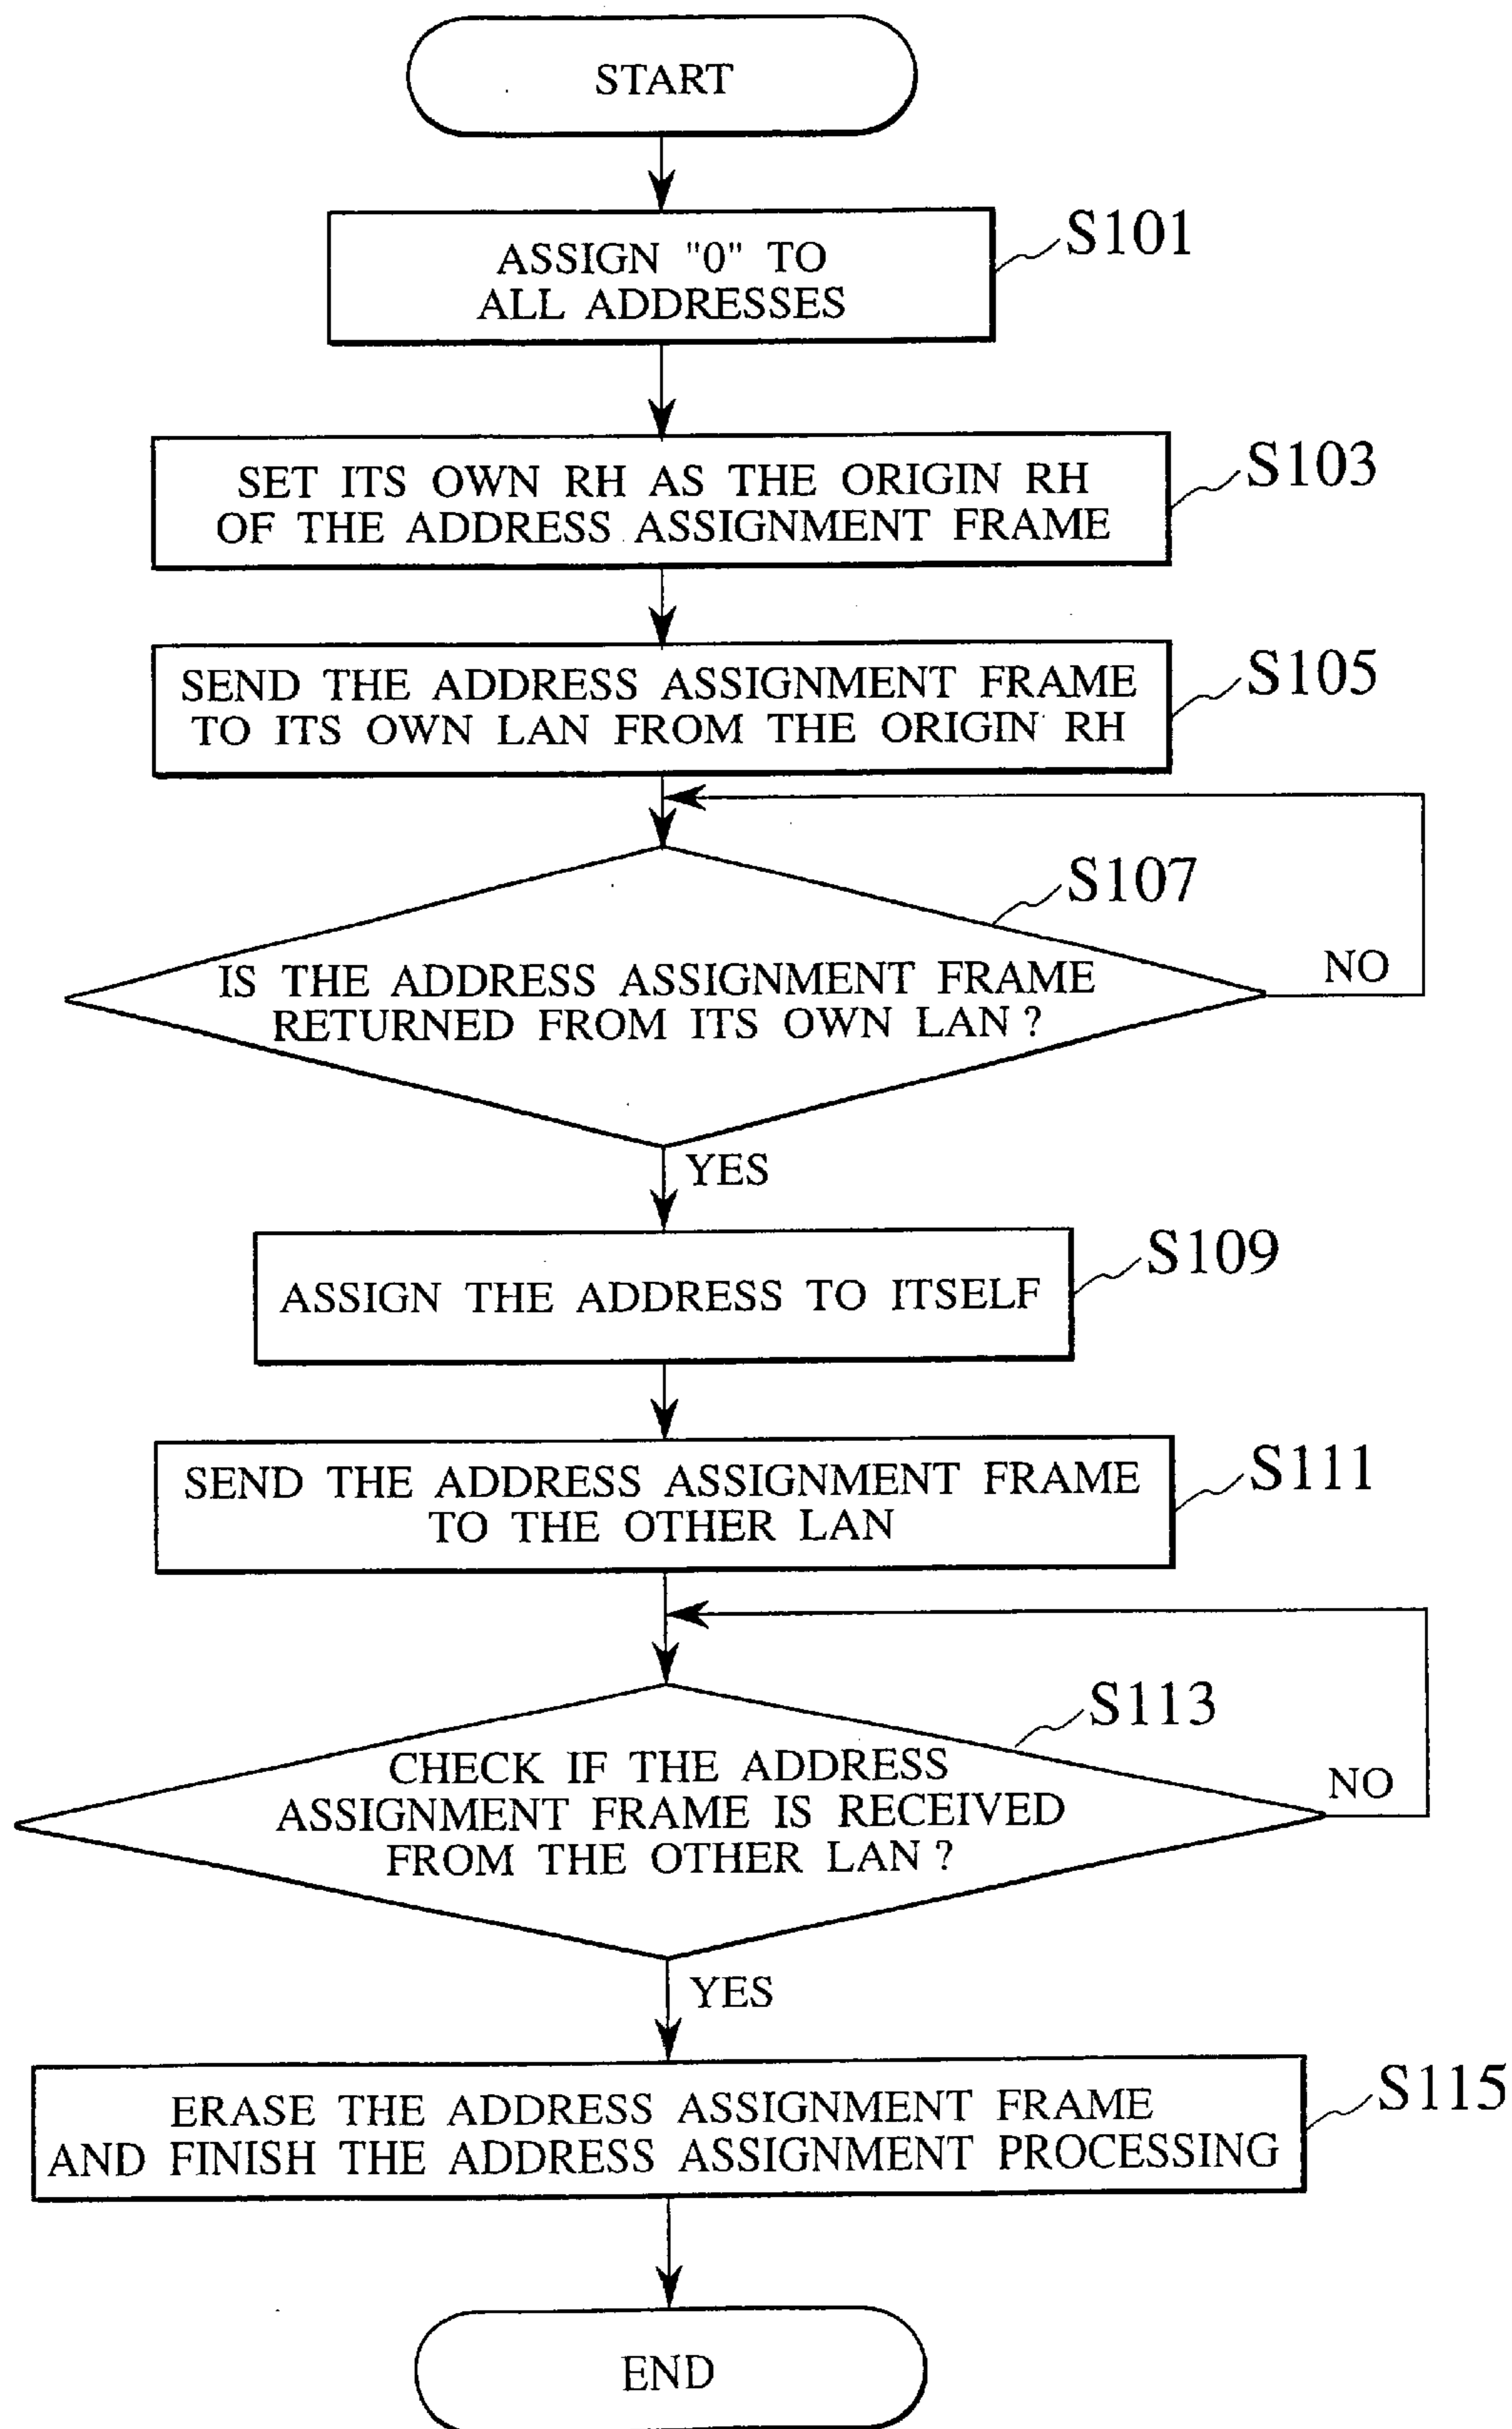 START
ASSIGN "0" TO
ALL ADDRESSES
S101
SET ITS OWN RH AS THE ORIGIN RH
OF THE ADDRESS ASSIGNMENT FRAME
S103
SEND THE ADDRESS ASSIGNMENT FRAME
TO ITS OWN LAN FROM THE ORIGIN RH
S105
S107
IS THE ADDRESS ASSIGNMENT FRAME
RETURNED FROM ITS OWN LAN ?
NO
YES
ASSIGN THE ADDRESS TO ITSELF
S109
SEND THE ADDRESS ASSIGNMENT FRAME
TO THE OTHER LAN
S111
S113
CHECK IF THE ADDRESS
ASSIGNMENT FRAME IS RECEIVED
FROM THE OTHER LAN ?
NO
YES
ERASE THE ADDRESS ASSIGNMENT FRAME
AND FINISH THE ADDRESS ASSIGNMENT PROCESSING
S115
END